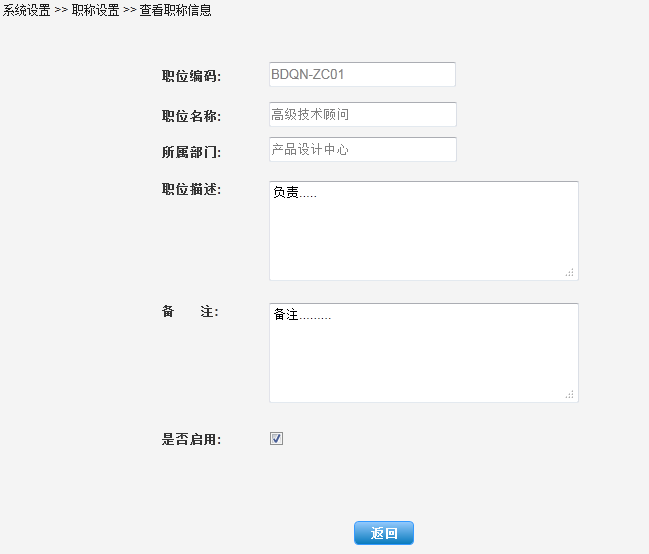 系统设置 >> 职称设置 >> 查看职称信息
职位编码: BDQN-ZC01
职位名称: 高级技术顾问
所属部门: 产品设计中心
职位描述: 负责.....
备 注: 备注.........
是否启用:
返回